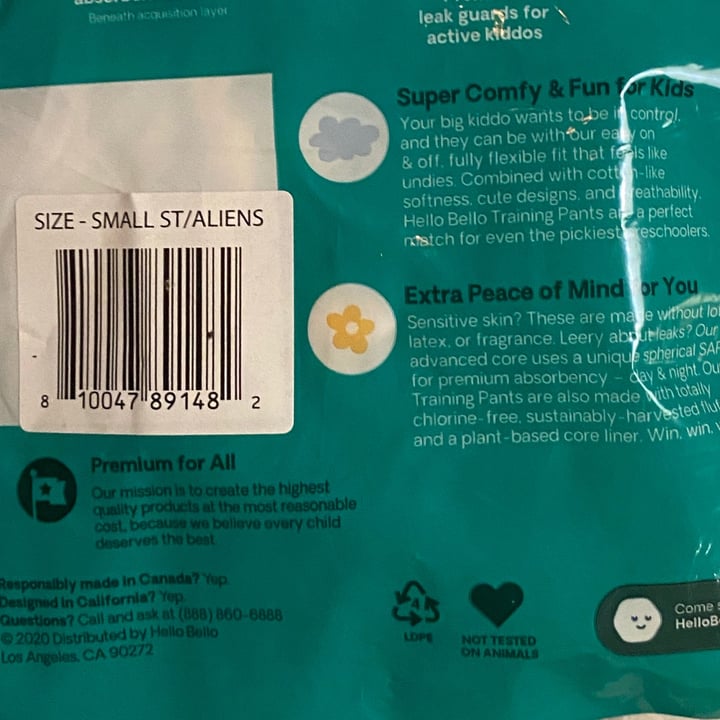 Beneath acquisition layer
leak guards for
active kiddos
Super Comfy & Fun for Kids
Your big kiddo wants to be in control,
and they can be with our easy on
& off, fully flexible fit that feels like
undies. Combined with cotton-like
softness, cute designs, and breathability,
Hello Bello Training Pants are a perfect
match for even the pickiest preschoolers.
SIZE - SMALL ST/ALIENS
8 10047 89148 2
Extra Peace of Mind for You
Sensitive skin? These are made without
latex, or fragrance. Leery about leaks? Our
advanced core uses a unique spherical SAP
for premium absorbency - day & night. Our
Training Pants are also made with totally
chlorine-free, sustainably-harvested
and a plant-based core liner. Win, win,
Premium for All
Our mission is to create the highest
quality products at the most reasonable
cost, because we believe every child
deserves the best.
Responsibly made in Canada? Yep.
Designed in California? Yep.
Questions? Call and ask at (888) 860-6888
© 2020 Distributed by Hello Bello
Los Angeles, CA 90272
4
LDPE
NOT TESTED
ON ANIMALS
Come
HelloB